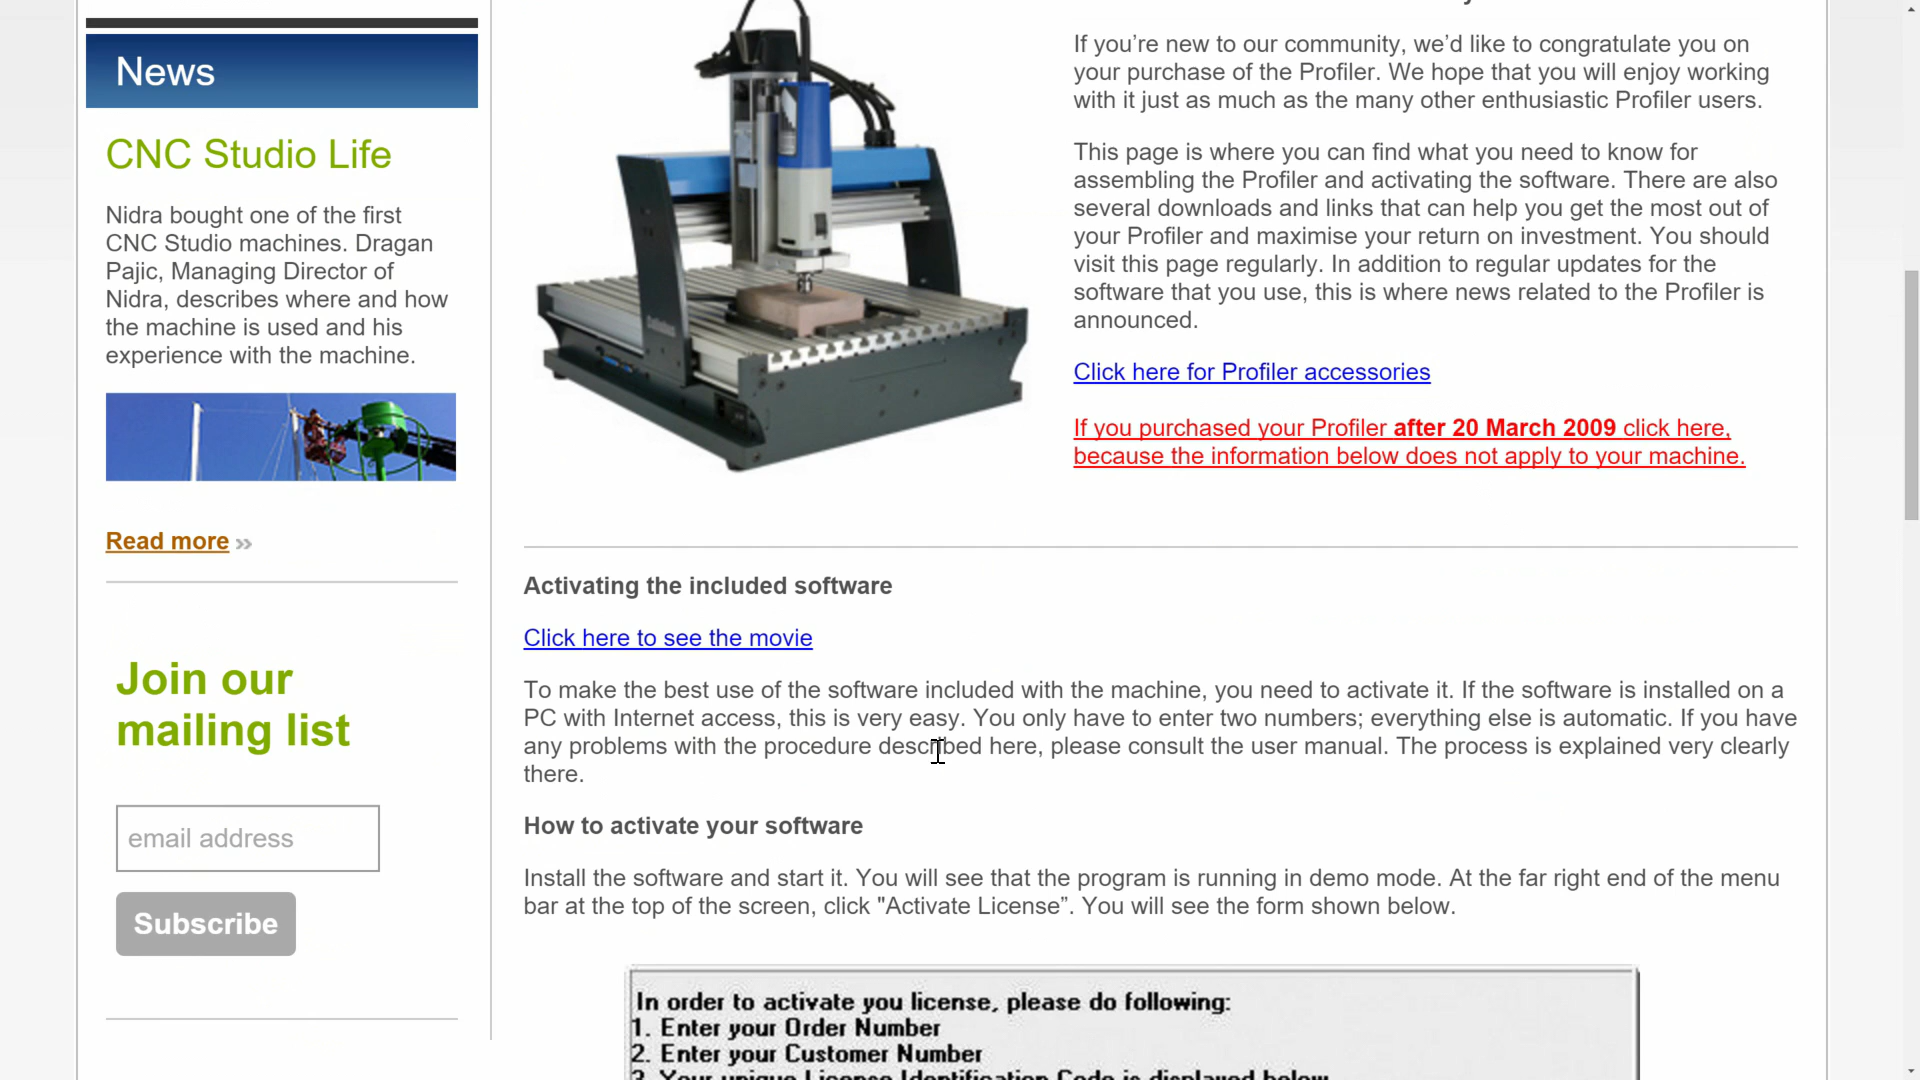 News
CNC Studio Life
Nidra bought one of the first
CNC Studio machines. Dragan
Pajic, Managing Director of
Nidra, describes where and how
the machine is used and his
experience with the machine.
Read more »
Join our
mailing list
email address
Subscribe
If you’re new to our community, we’d like to congratulate you on
your purchase of the Profiler. We hope that you will enjoy working
with it just as much as the many other enthusiastic Profiler users.
This page is where you can find what you need to know for
assembling the Profiler and activating the software. There are also
several downloads and links that can help you get the most out of
your Profiler and maximise your return on investment. You should
visit this page regularly. In addition to regular updates for the
software that you use, this is where news related to the Profiler is
announced.
Click here for Profiler accessories
If you purchased your Profiler after 20 March 2009 click here,
because the information below does not apply to your machine.
Activating the included software
Click here to see the movie
To make the best use of the software included with the machine, you need to activate it. If the software is installed on a
PC with Internet access, this is very easy. You only have to enter two numbers; everything else is automatic. If you have
any problems with the procedure described here, please consult the user manual. The process is explained very clearly
there.
How to activate your software
Install the software and start it. You will see that the program is running in demo mode. At the far right end of the menu
bar at the top of the screen, click "Activate License”. You will see the form shown below.
In order to activate you license, please do following:
1. Enter your Order Number
2. Enter your Customer Number
3. Your unique License Identification Code is displayed below